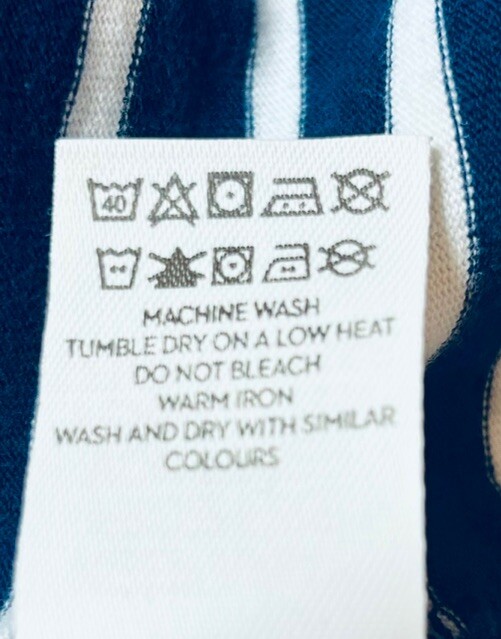 40
MACHINE WASH
TUMBLE DRY ON A LOW HEAT
DO NOT BLEACH
WARM IRON
WASH AND DRY WITH SIMILAR
COLOURS